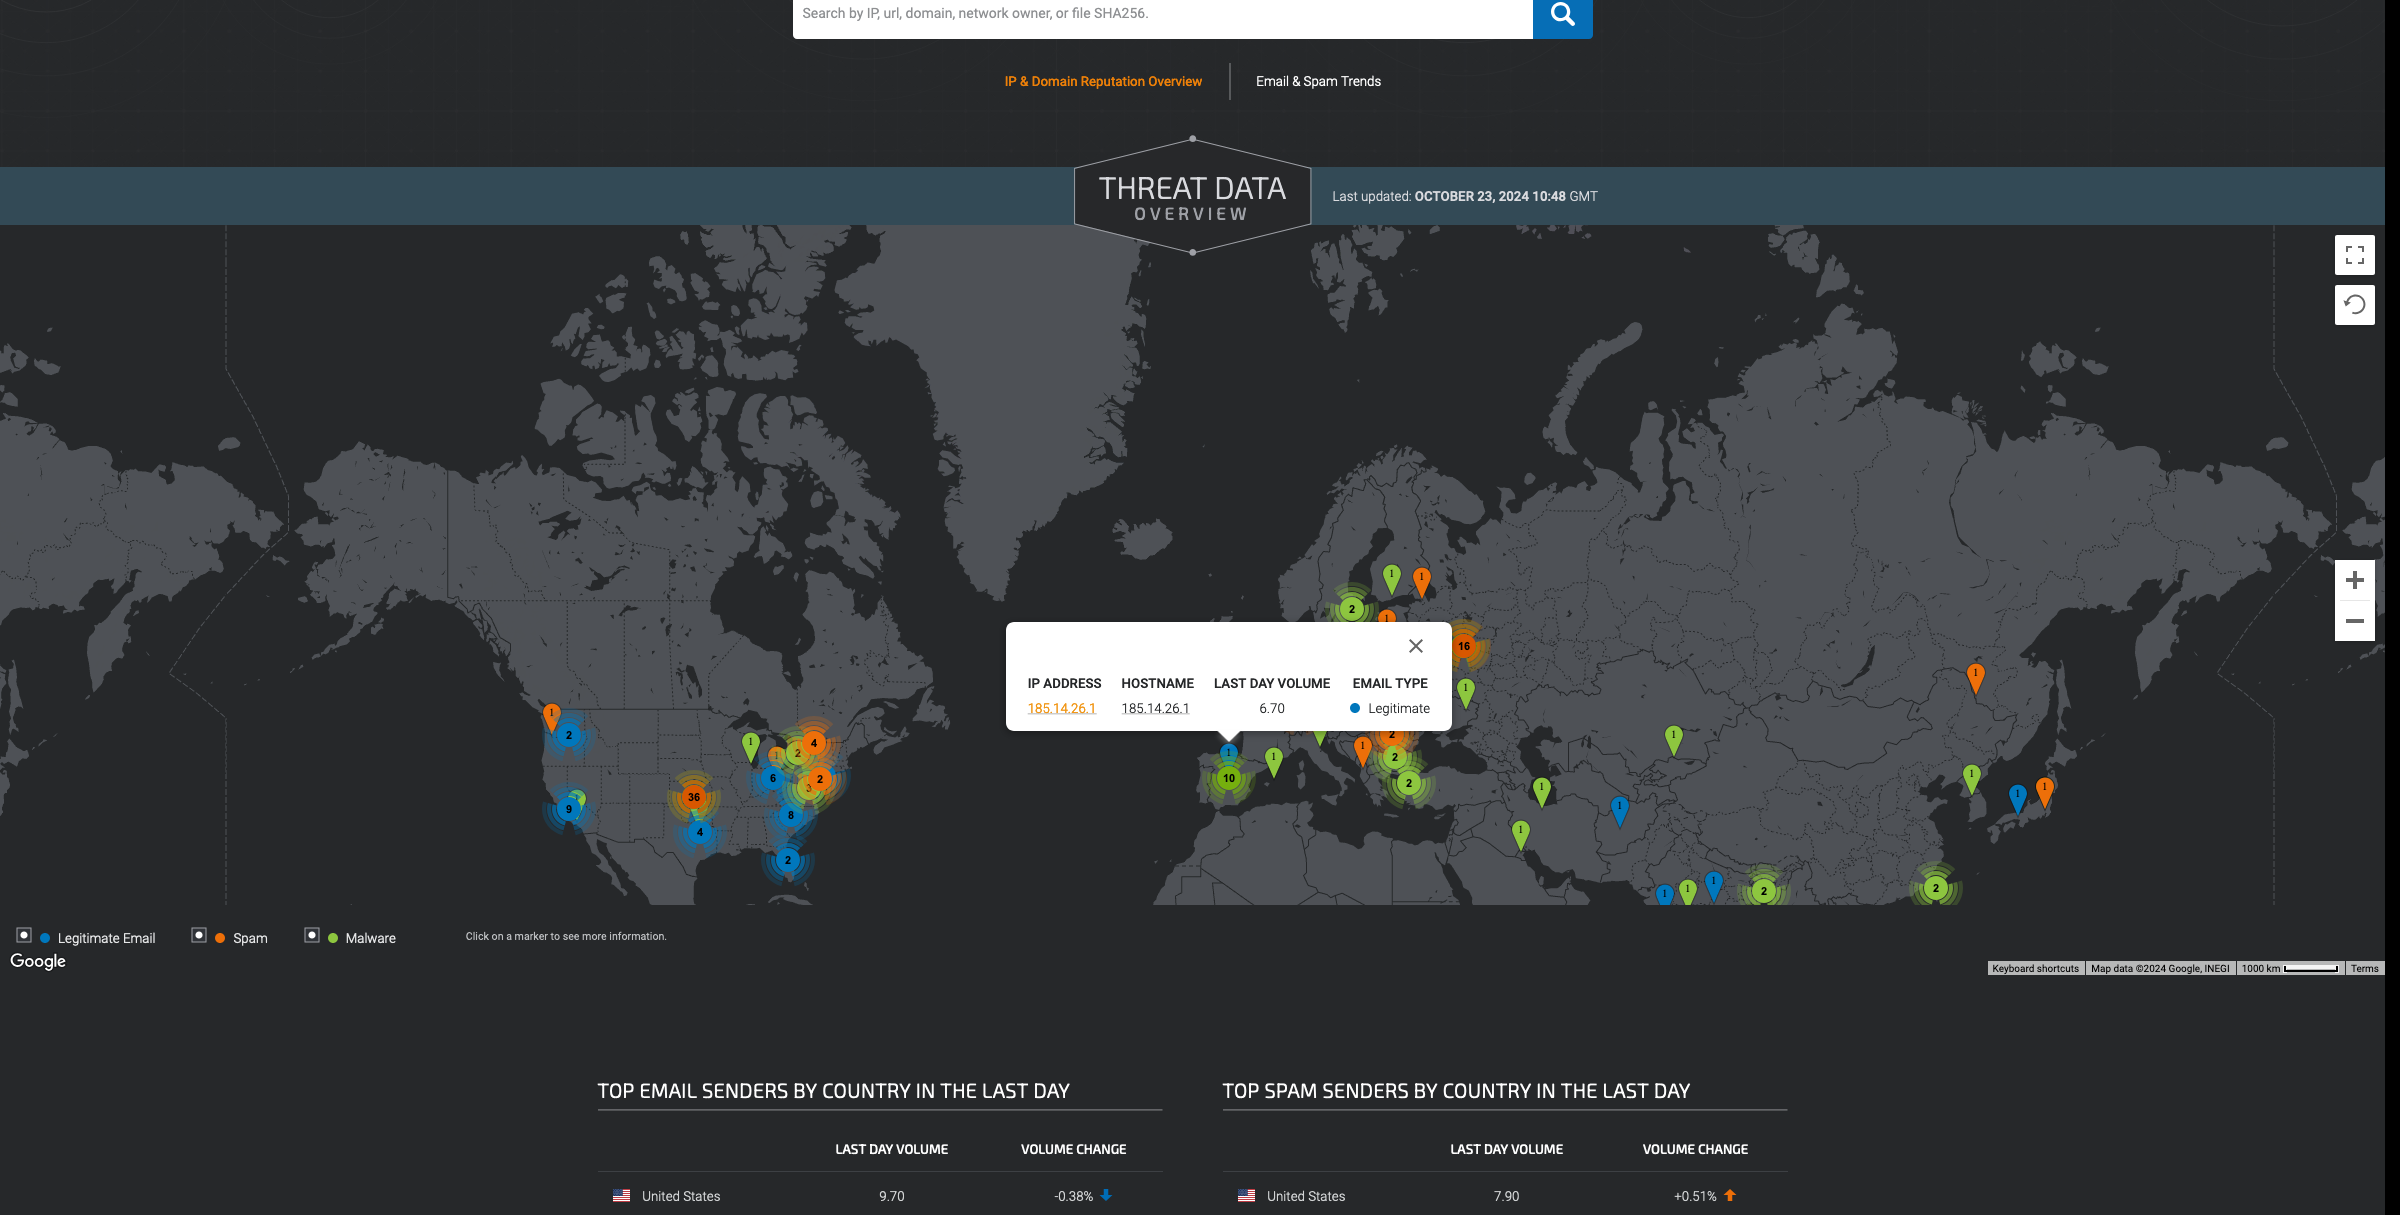 Search by IP, url, domain, network owner, or file SHA256.
IP & Domain Reputation Overview
Email & Spam Trends
THREAT DATA
OVERVIEW
Last updated: OCTOBER 23, 2024 10:48 GMT
1
1
2
1
16
IP ADDRESS HOSTNAME LAST DAY VOLUME EMAIL TYPE
185.14.26.1 185.14.26.1 6.70 Legitimate
1
1
1
2
1
1
2
4
2
1
1
1
2
1
2
6
2
10
2
1
1
1
1
1
36
9
8
1
4
2
1
1
1
2
2
Legitimate Email
Spam
Malware
Click on a marker to see more information.
Google
Keyboard shortcuts
Map data ©2024 Google, INEGI
1000 km
Terms
TOP EMAIL SENDERS BY COUNTRY IN THE LAST DAY
LAST DAY VOLUME VOLUME CHANGE
United States 9.70 -0.38%
TOP SPAM SENDERS BY COUNTRY IN THE LAST DAY
LAST DAY VOLUME VOLUME CHANGE
United States 7.90 +0.51%